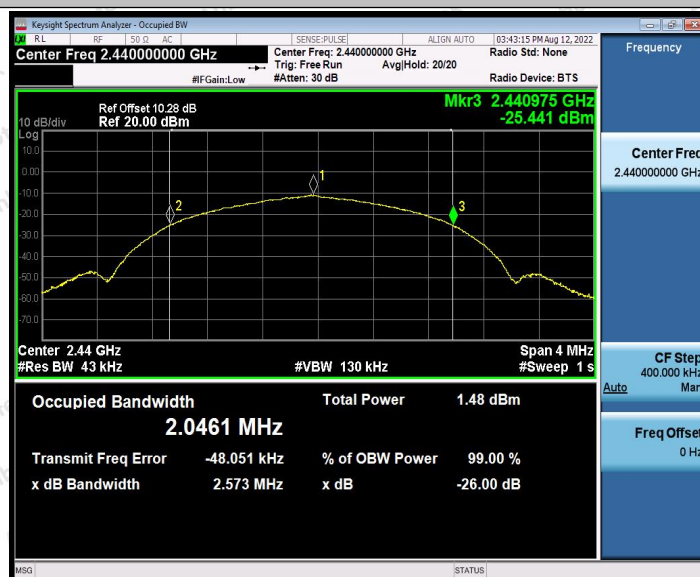 Keysight Spectrum Analyzer - Occupied BW
RL RF 50 Ω AC SENSE:PULSE ALIGN AUTO 03:43:15 PM Aug 12, 2022
Center Freq 2.440000000 GHz
Center Freq: 2.440000000 GHz
Radio Std: None
Trig: Free Run Avg|Hold: 20/20
#IFGain:Low
#Atten: 30 dB
Radio Device: BTS
Ref Offset 10.28 dB
Mkr3 2.440975 GHz
10 dB/div Ref 20.00 dBm
-25.441 dBm
Log
10.0
0.00
-10.0
-20.0
-30.0
-40.0
-50.0
-60.0
-70.0
1
2
3
Center 2.44 GHz
Span 4 MHz
#Res BW 43 kHz
#VBW 130 kHz
#Sweep 1 s
Occupied Bandwidth
2.0461 MHz
Total Power 1.48 dBm
Transmit Freq Error -48.051 kHz
% of OBW Power 99.00 %
x dB Bandwidth 2.573 MHz
x dB -26.00 dB
MSG
STATUS
Frequency
Center Freq
2.440000000 GHz
CF Step
400.000 kHz
Auto Man
Freq Offset
0 Hz